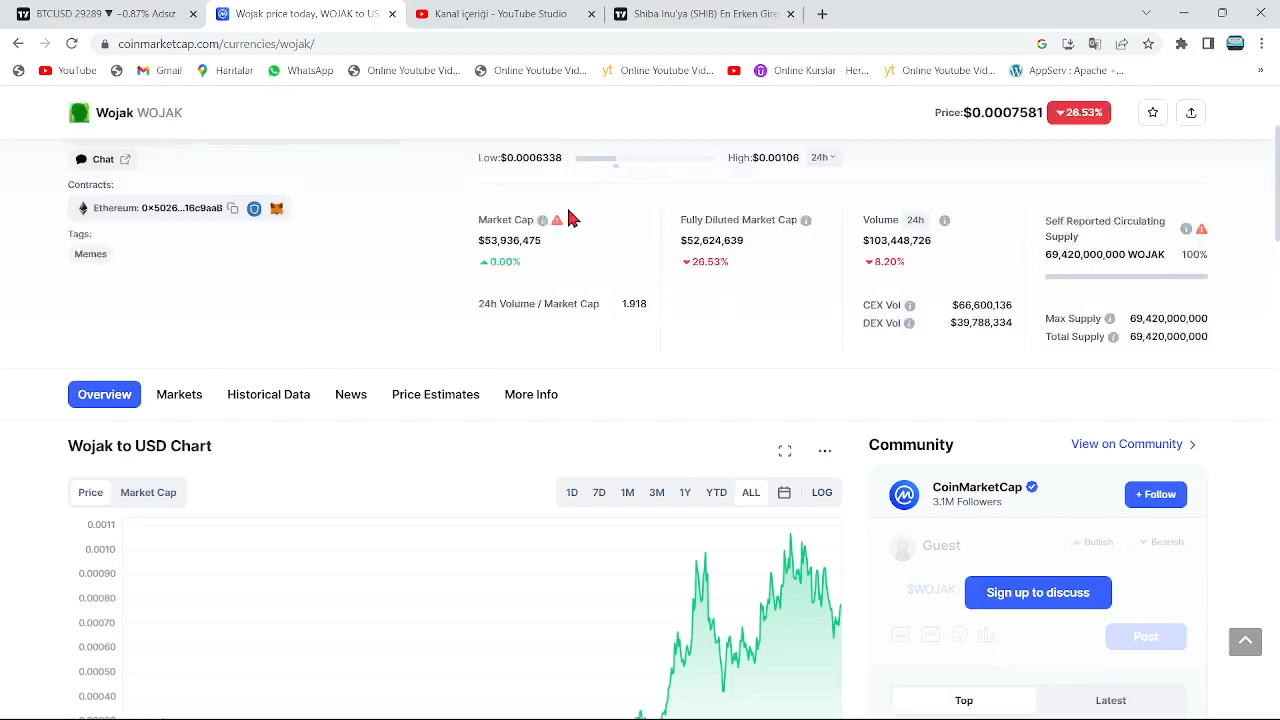 BTCUSD 29289 ▼ −0.87% Adsız
Wojak price today, WOJAK to US
Kanal içeriği - YouTube Studio
Shiba Inu'ya (SHIB) En Erken Gire
coinmarketcap.com/currencies/wojak/
YouTube
Gmail
Haritalar
WhatsApp
Online Youtube Vid...
Online Youtube Vid...
Online Youtube Vid...
Online Kurslar - Her...
Online Youtube Vid...
AppServ : Apache +...
»
Wojak WOJAK
Price:$0.0007581
▼26.53%
Chat
Low:$0.0006338
High:$0.00106
24h
Contracts:
Ethereum: 0x5026...16c9aaB
Tags:
Memes
Market Cap
$53,936,475
▲0.00%
24h Volume / Market Cap 1.918
Fully Diluted Market Cap
$52,624,639
▼26.53%
Volume 24h
$103,448,726
▼8.20%
CEX Vol $66,600,136
DEX Vol $39,788,334
Self Reported Circulating
Supply
69,420,000,000 WOJAK 100%
Max Supply 69,420,000,000
Total Supply 69,420,000,000
Overview
Markets
Historical Data
News
Price Estimates
More Info
Wojak to USD Chart
Price
Market Cap
1D
7D
1M
3M
1Y
YTD
ALL
LOG
0.0011
0.0010
0.00090
0.00080
0.00070
0.00060
0.00050
0.00040
Community
View on Community
CoinMarketCap
3.1M Followers
+ Follow
Guest
Bullish
Bearish
$WOJAK
Sign up to discuss
GIF
Post
Top
Latest